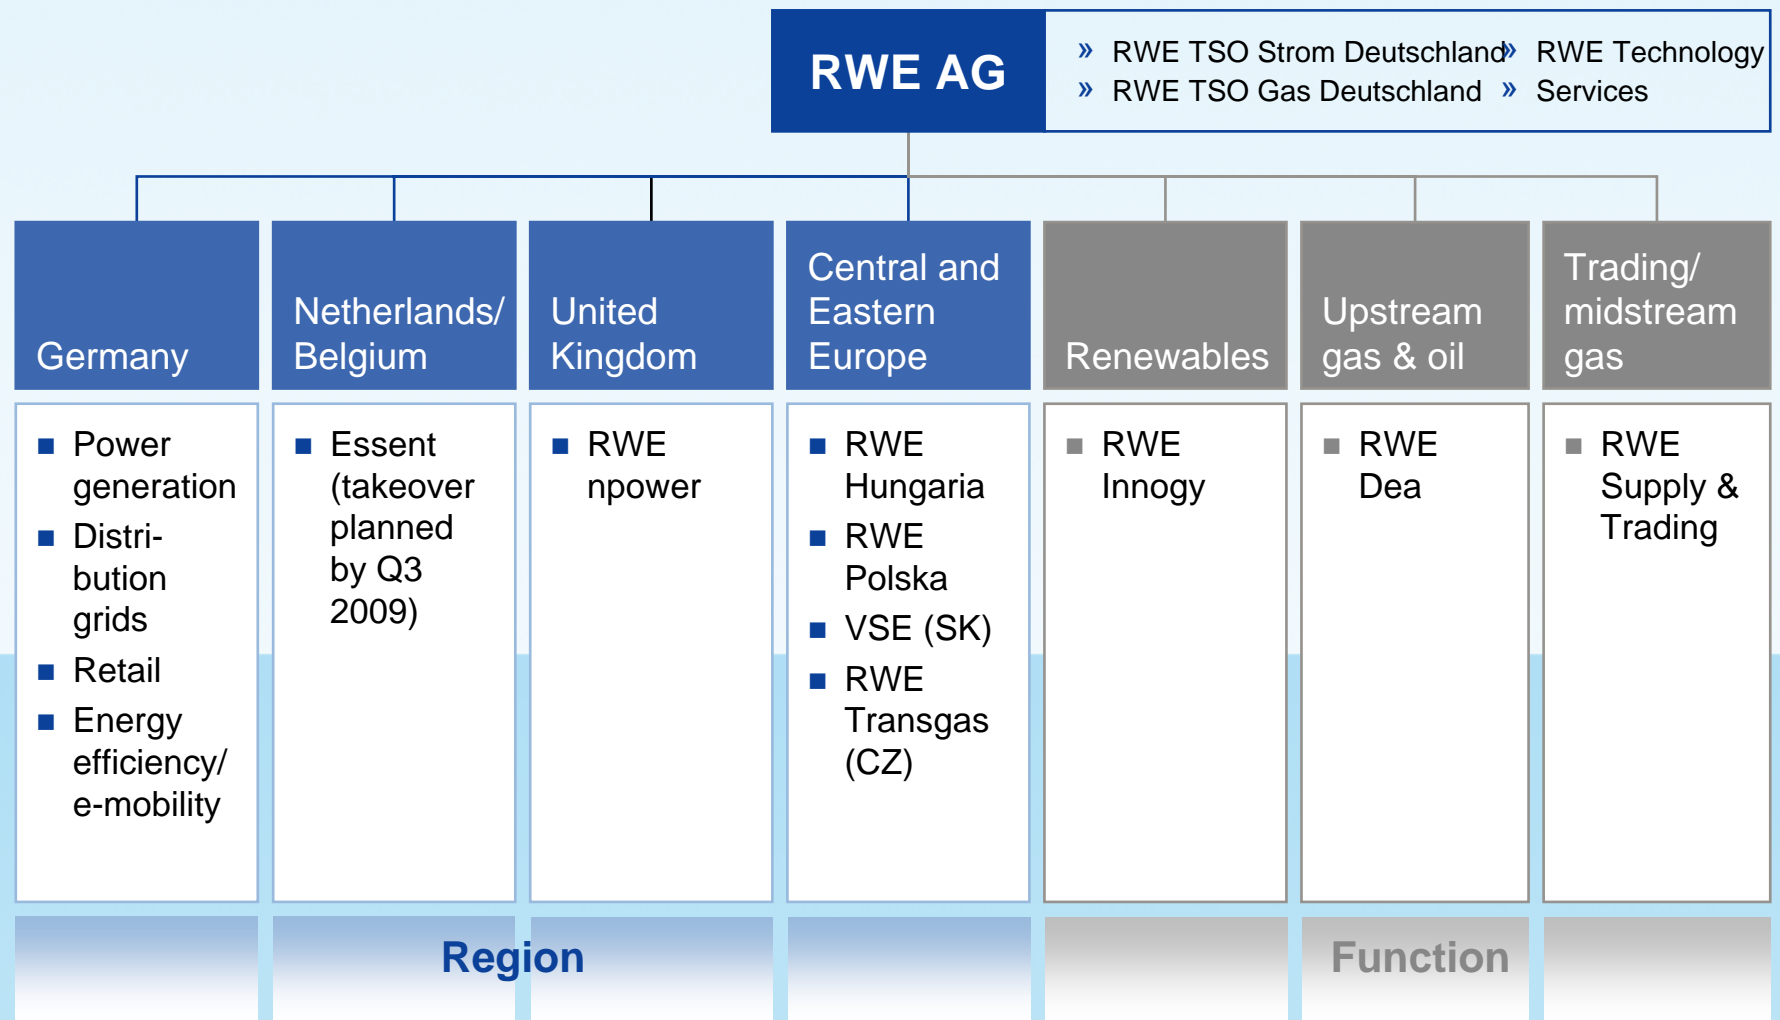 RWE AG
» RWE TSO Strom Deutschland
» RWE TSO Gas Deutschland
» RWE Technology
» Services
Germany
■ Power
generation
■ Distri-
bution
grids
■ Retail
■ Energy
efficiency/
e-mobility
Netherlands/
Belgium
■ Essent
(takeover
planned
by Q3
2009)
United
Kingdom
■ RWE
npower
Central and
Eastern
Europe
■ RWE
Hungaria
■ RWE
Polska
■ VSE (SK)
■ RWE
Transgas
(CZ)
Renewables
■ RWE
Innogy
Upstream
gas & oil
■ RWE
Dea
Trading/
midstream
gas
■ RWE
Supply &
Trading
Region
Function